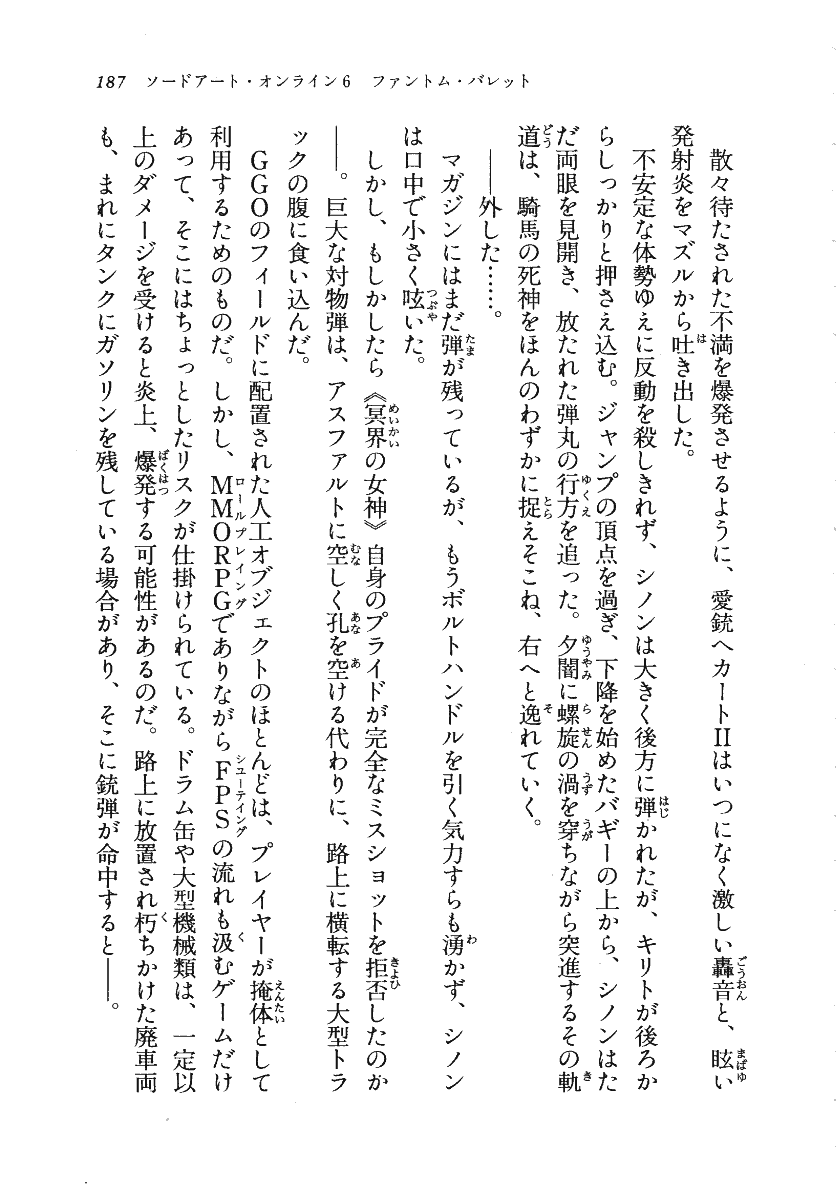 187　ソードアート・オンライン6　ファントム・バレット
散々待たされた不満を爆発させるように、愛銃ヘカートIIはいつになく激しい轟音と、眩い
発射炎をマズルから吐き出した。
不安定な体勢ゆえに反動を殺しきれず、シノンは大きく後方に弾かれたが、キリトが後ろか
らしっかりと押さえ込む。ジャンプの頂点を過ぎ、下降を始めたバギーの上から、シノンはた
だ両眼を見開き、放たれた弾丸の行方を追った。夕闇に螺旋の渦を穿ちながら突進するその軌
道は、騎馬の死神をほんのわずかに捉えそこね、右へと逸れていく。
――外した……。
マガジンにはまだ弾が残っているが、もうボルトハンドルを引く気力すらも湧かず、シノン
は口中で小さく呟いた。
しかし、もしかしたら《冥界の女神》自身のプライドが完全なミスショットを拒否したのか
――。巨大な対物弾は、アスファルトに空しく孔を空ける代わりに、路上に横転する大型トラ
ックの腹に食い込んだ。
GGOのフィールドに配置された人工オブジェクトのほとんどは、プレイヤーが掩体として
利用するためのものだ。しかし、MMORPGでありながらFPSの流れも汲むゲームだけ
あって、そこにはちょっとしたリスクが仕掛けられている。ドラム缶や大型機械類は、一定以
上のダメージを受けると炎上、爆発する可能性があるのだ。路上に放置され朽ちかけた廃車両
も、まれにタンクにガソリンを残している場合があり、そこに銃弾が命中すると――。